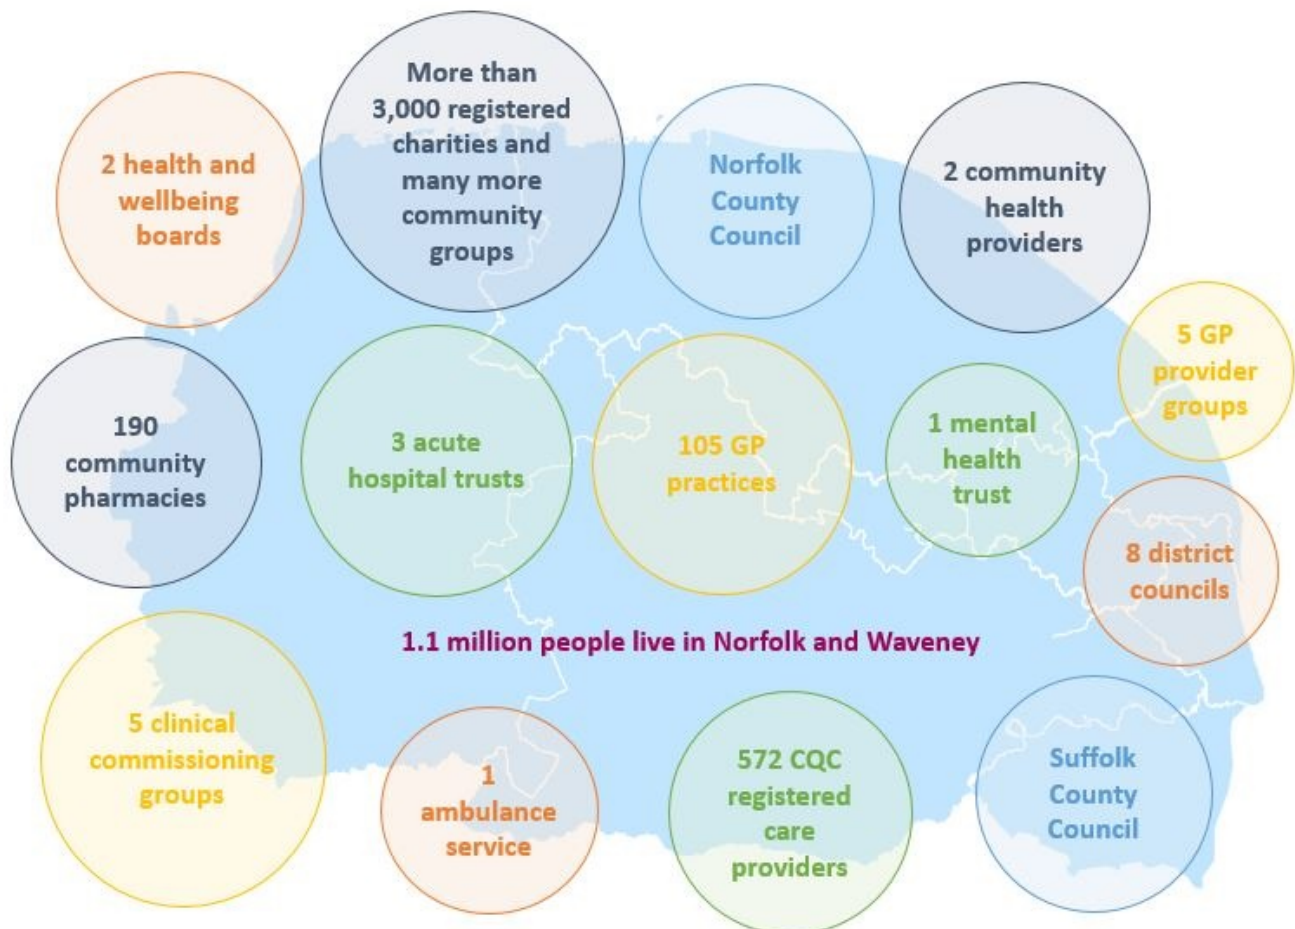 2 health and
wellbeing
boards
More than
3,000 registered
charities and
many more
community
groups
Norfolk
County
Council
2 community
health
providers
5 GP
provider
groups
190
community
pharmacies
3 acute
hospital trusts
105 GP
practices
1 mental
health
trust
8 district
councils
1.1 million people live in Norfolk and Waveney
5 clinical
commissioning
groups
1
ambulance
service
572 CQC
registered
care
providers
Suffolk
County
Council